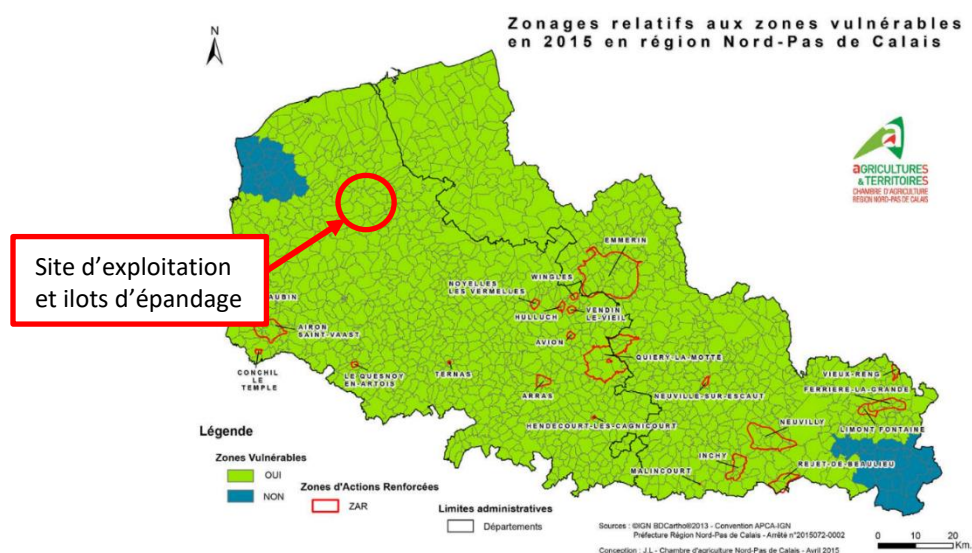 Zonages relatifs aux zones vulnérables
en 2015 en région Nord-Pas de Calais
N
aGRICULTURES
& TERRITOIRES
CHAMBRE D'AGRICULTURE
REGION NORD-PAS DE CALAIS
Site d'exploitation
et ilots d'épandage
EMMERIN
WINGLES
NOYELLES
LES VERMELLES
HULLUCH
VENDIN
LE-VIEIL
AVION
AUBIN
AIRON
SAINT-VAAST
CONCHIL
LE
TEMPLE
LE QUESNOY
EN-ARTOIS
TERNAS
ARRAS
QUIERY-LA-MOTTE
NEUVILLE-SUR-ESCAUT
HENDECOURT-LES-CAGNICOURT
VIEUX-RENG
FERRIERE-LA-GRANDE
LIMONT FONTAINE
NEUVILLY
INCHY
MALINCOURT
REJET-DE-BEAULIEU
Légende
Zones Vulnérables
OUI
NON
Zones d'Actions Renforcées
ZAR
Limites administratives
Départements
Sources : ©IGN BDCartho®2013 - Convention APCA-IGN
Préfecture Région Nord-Pas de Calais - Arrêté n°2015072-0002
Conception : J.L - Chambre d'agriculture Nord-Pas de Calais - Avril 2015
0 10 20
Km.